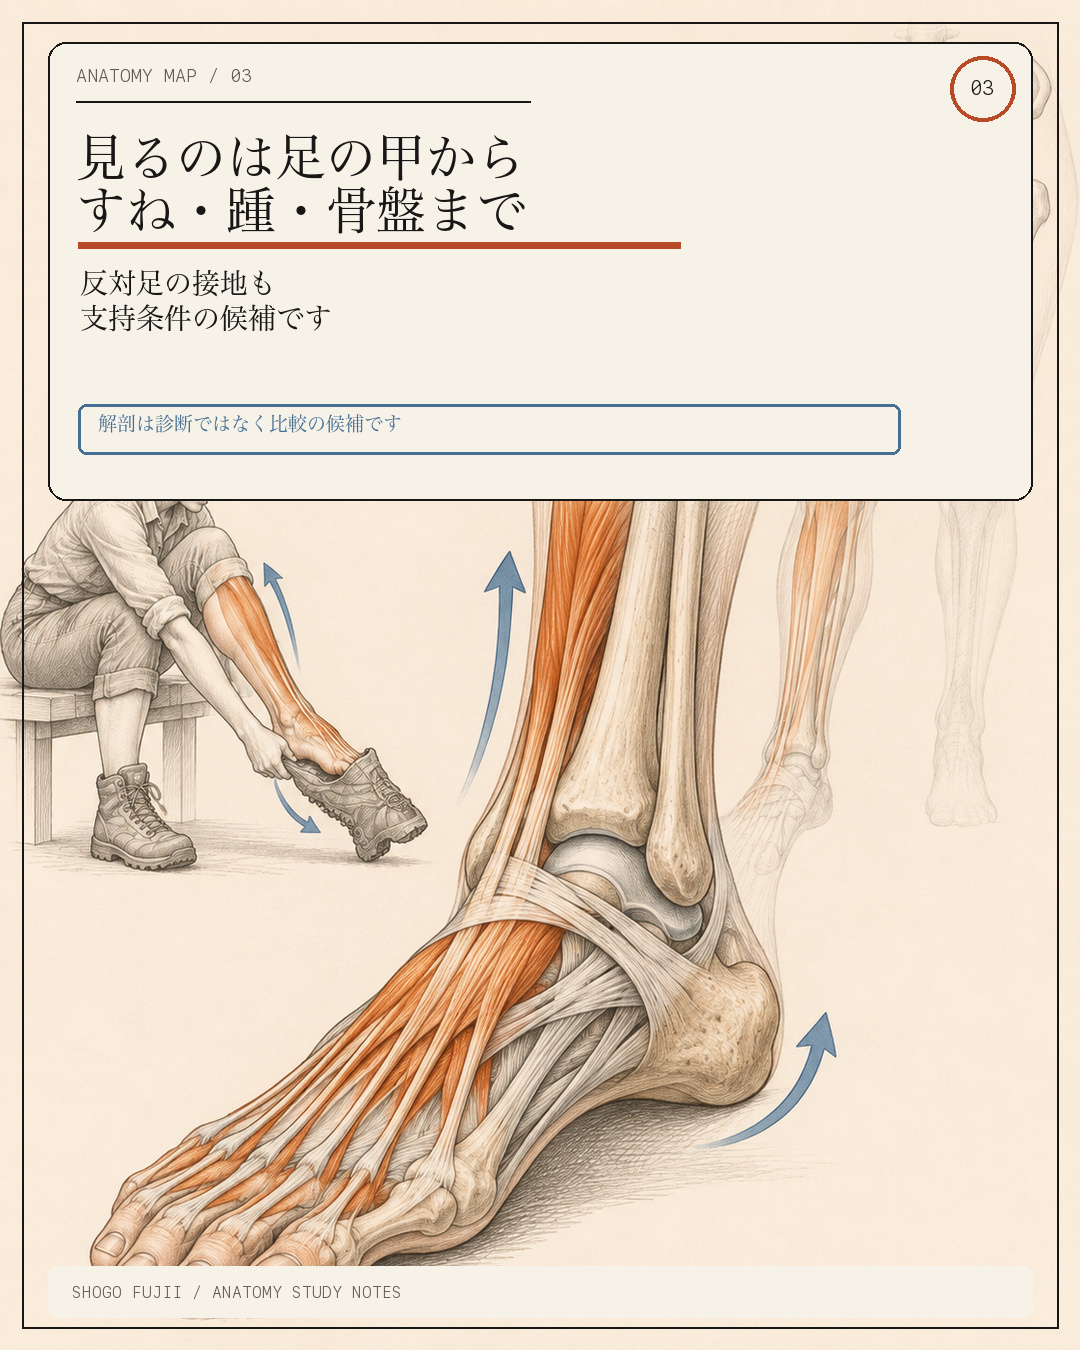 ANATOMY MAP / 03
03
見るのは足の甲から
すね・踵・骨盤まで
反対足の接地も
支持条件の候補です
解剖は診断ではなく比較の候補です
SHOGO FUJII / ANATOMY STUDY NOTES